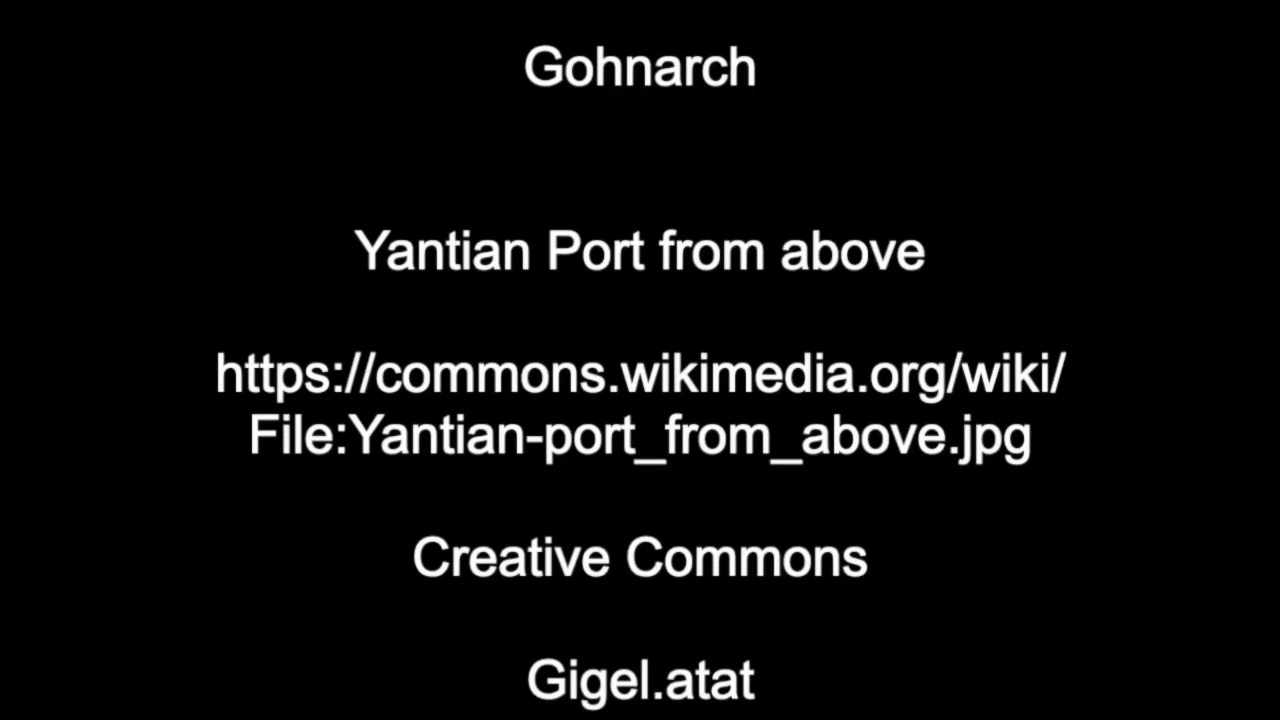 Gohnarch
Yantian Port from above
https://commons.wikimedia.org/wiki/
File:Yantian-port_from_above.jpg
Creative Commons
Gigel.atat